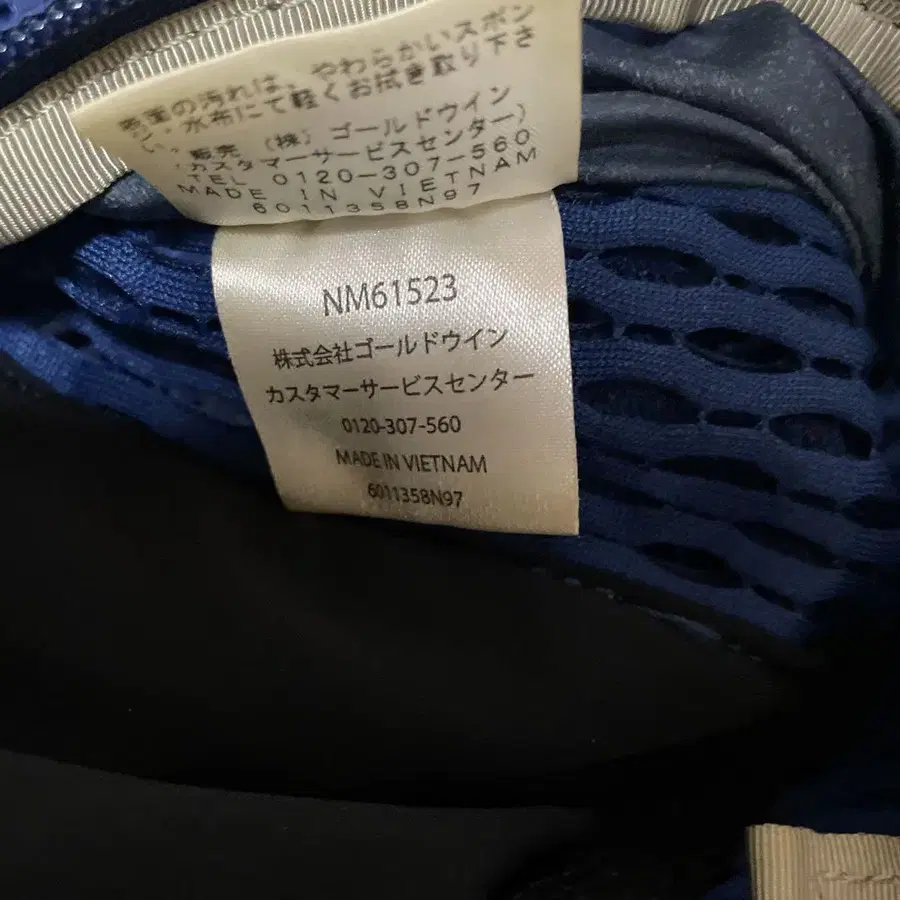 表面の汚れは、やわらかいスポン
い・水布にて軽くお拭き取り下さ
い。
・販売 (株)ゴールドウイン
カスタマーサービスセンター)
TEL 0120-307-560
MADE IN VIETNAM
6011358N97
NM61523
株式会社ゴールドウイン
カスタマーサービスセンター
0120-307-560
MADE IN VIETNAM
6011358N97